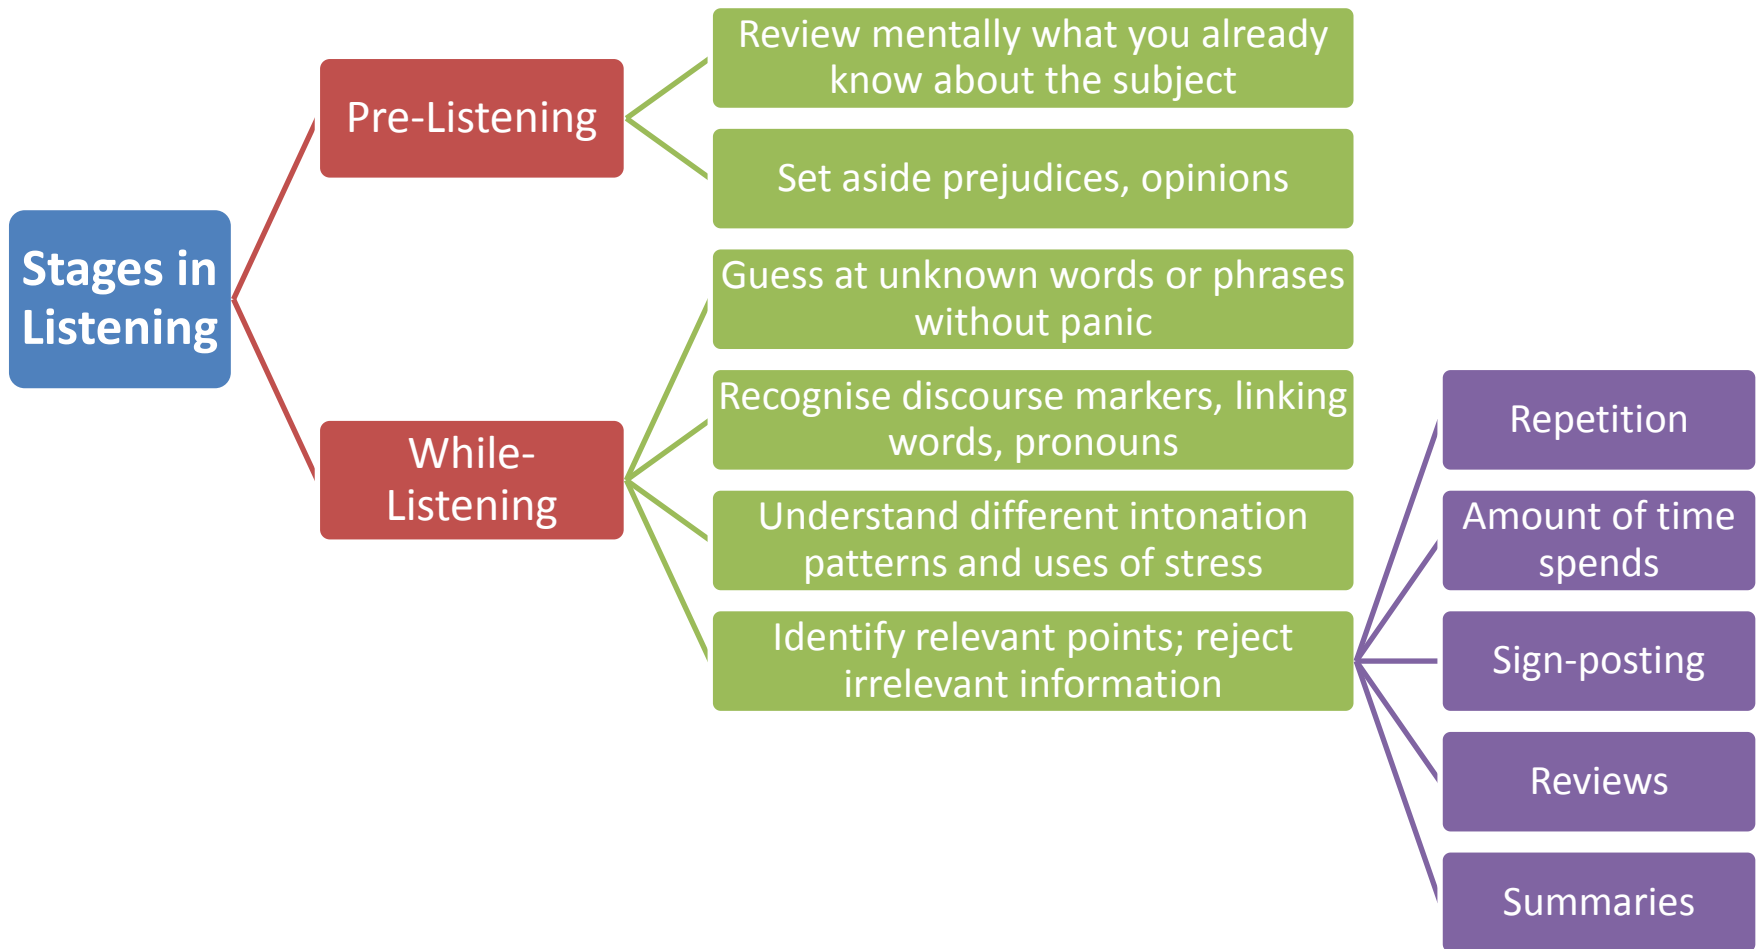 Stages in
Listening
Pre-Listening
Review mentally what you already
know about the subject
Set aside prejudices, opinions
While-
Listening
Guess at unknown words or phrases
without panic
Recognise discourse markers, linking
words, pronouns
Understand different intonation
patterns and uses of stress
Identify relevant points; reject
irrelevant information
Repetition
Amount of time
spends
Sign-posting
Reviews
Summaries